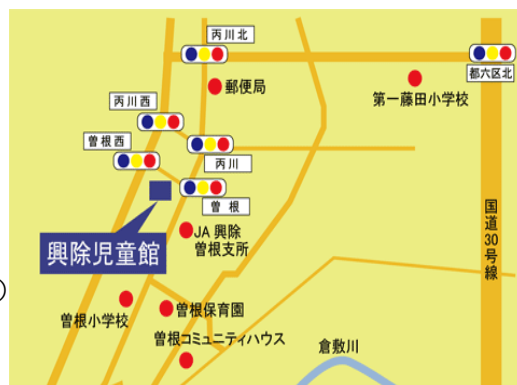 丙川北
都六区北
郵便局
第一藤田小学校
丙川西
曽根西
丙川
曽根
国道30号線
JA 興除
曽根支所
興除児童館
曽根小学校
曽根保育園
曽根コミュニティハウス
倉敷川